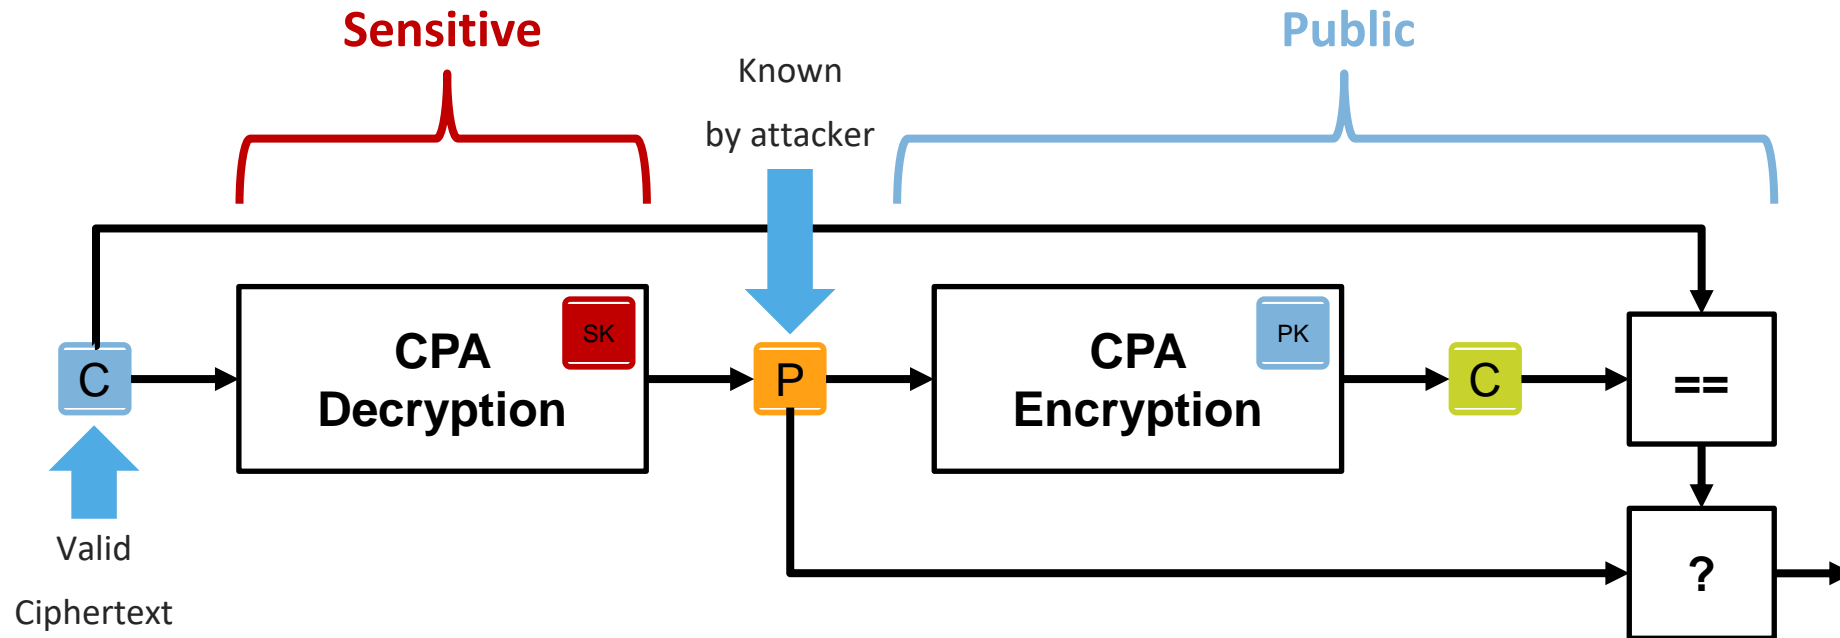 Sensitive
Public
Known
by attacker
CPA
Decryption
SK
CPA
Encryption
PK
C
P
C
==
?
Valid
Ciphertext